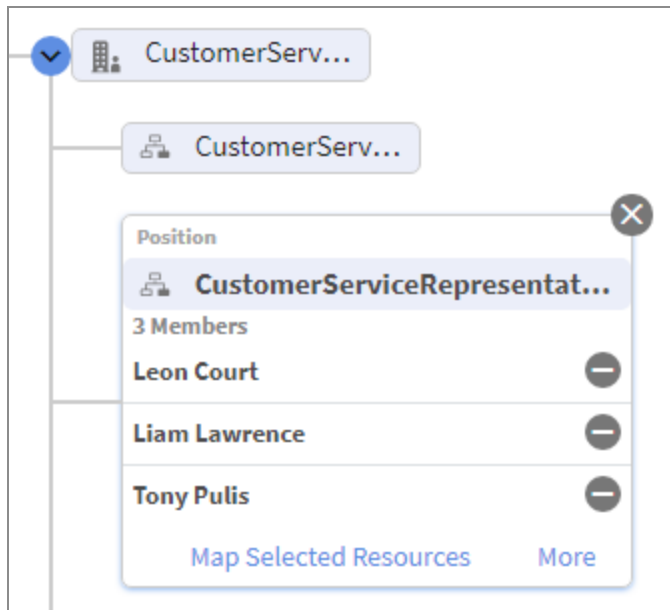 CustomerServ...
CustomerServ...
Position
CustomerServiceRepresentat...
3 Members
Leon Court
Liam Lawrence
Tony Pulis
Map Selected Resources More